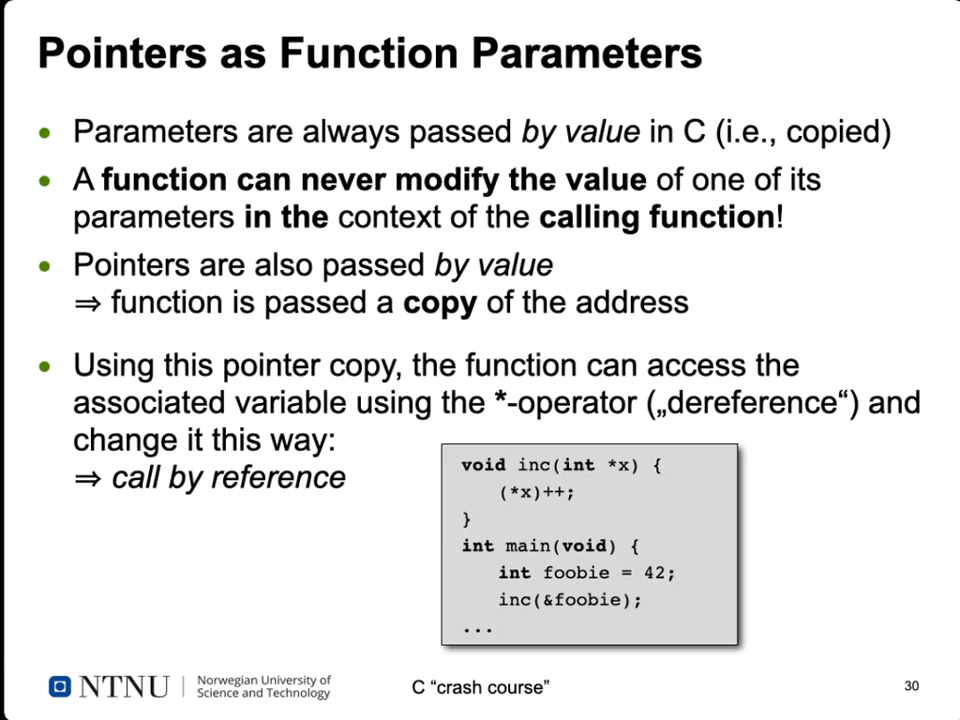 Pointers as Function Parameters
• Parameters are always passed by value in C (i.e., copied)
• A function can never modify the value of one of its
parameters in the context of the calling function!
• Pointers are also passed by value
⇒ function is passed a copy of the address
• Using this pointer copy, the function can access the
associated variable using the *-operator („dereference“) and
change it this way:
⇒ call by reference
void inc(int *x) {
(*x)++;
}
int main(void) {
int foobie = 42;
inc(&foobie);
...
NTNU
Norwegian University of
Science and Technology
C “crash course”
30